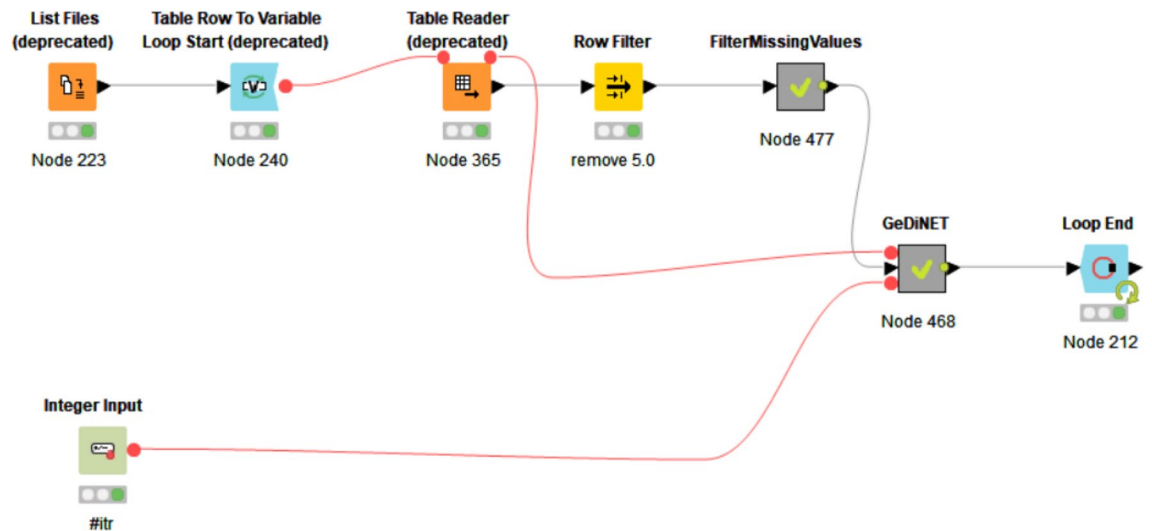 List Files
(deprecated)
Node 223
Table Row To Variable
Loop Start (deprecated)
Node 240
Table Reader
(deprecated)
Node 365
Row Filter
remove 5.0
FilterMissingValues
Node 477
GeDiNET
Node 468
Loop End
Node 212
Integer Input
#itr